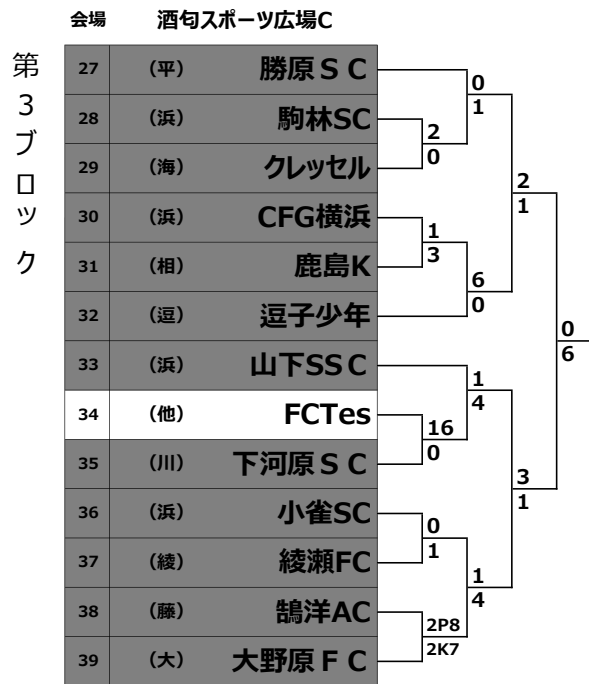 会場 酒匂スポーツ広場C
第3ブロック
27 (平) 勝原ＳＣ
28 (浜) 駒林SC
29 (海) クレッセル
30 (浜) CFG横浜
31 (相) 鹿島K
32 (逗) 逗子少年
33 (浜) 山下SSＣ
34 (他) FCTes
35 (川) 下河原ＳＣ
36 (浜) 小雀SC
37 (綾) 綾瀬FC
38 (藤) 鵠洋AC
39 (大) 大野原ＦＣ
2
0
1
3
16
0
0
1
2P8
2K7
0
1
6
0
1
4
1
4
2
1
3
1
0
6